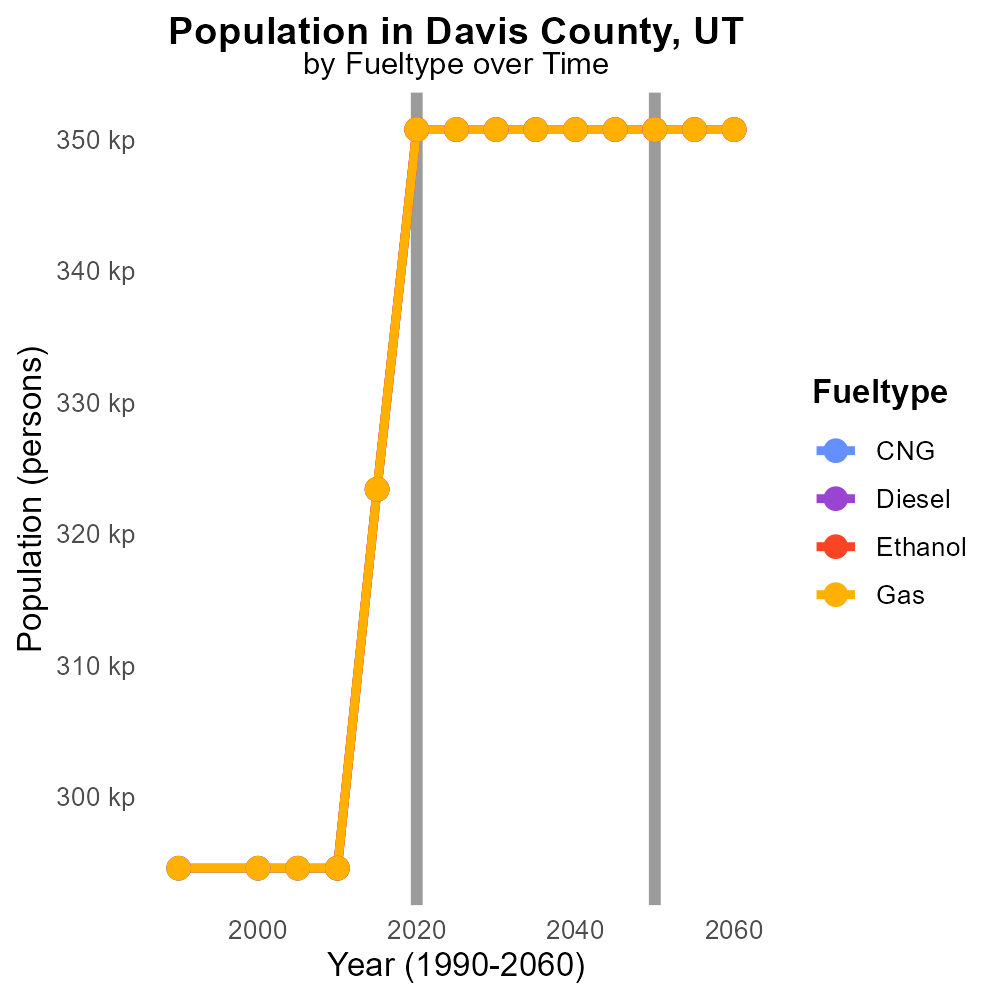 Population in Davis County, UT
by Fueltype over Time
350 kp
340 kp
330 kp
320 kp
310 kp
300 kp
Population (persons)
2000
2020
2040
2060
Year (1990-2060)
Fueltype
CNG
Diesel
Ethanol
Gas